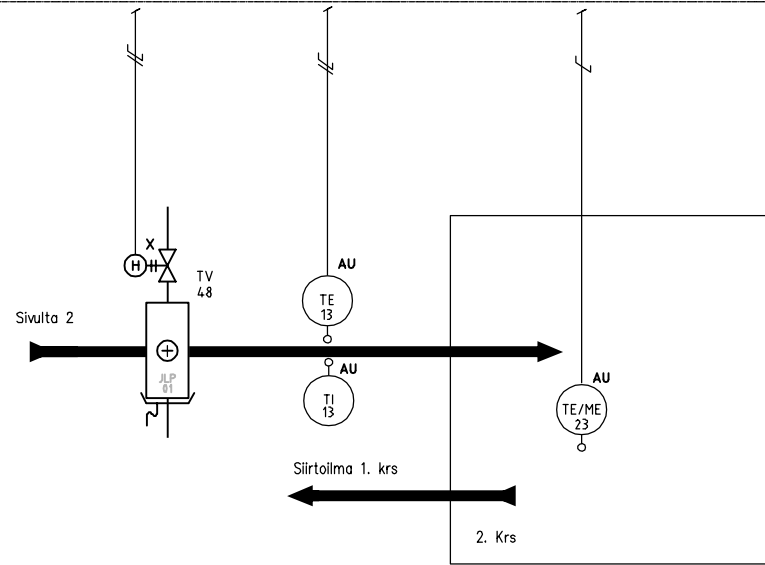 X
H
TV
48
AU
TE
13
Sivulta 2
JLP
01
AU
TI
13
AU
TE/ME
23
Siirtoilma 1. krs
2. Krs